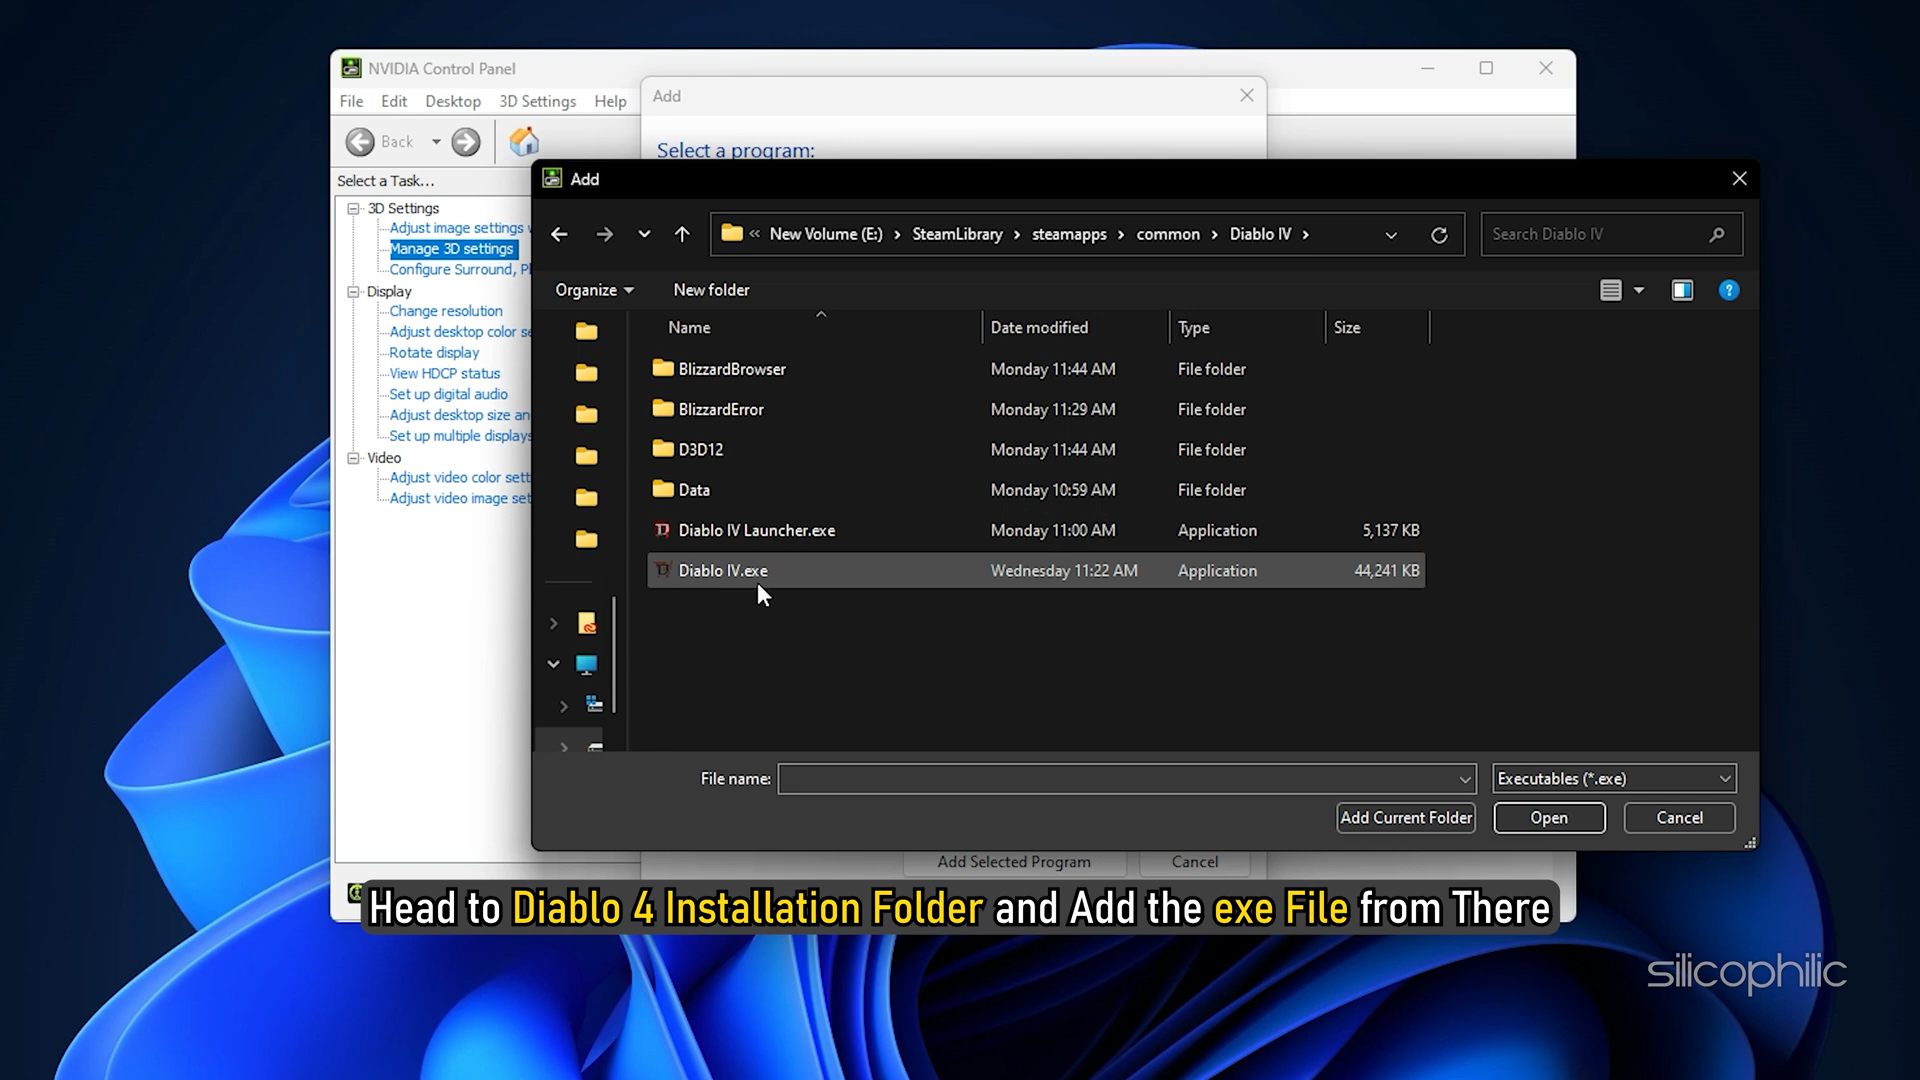 NVIDIA Control Panel
File Edit Desktop 3D Settings Help
Add
Back
Select a program:
Select a Task...
3D Settings
Adjust image settings
Manage 3D settings
Configure Surround,
Display
Change resolution
Adjust desktop color
Rotate display
View HDCP status
Set up digital audio
Adjust desktop size
Set up multiple displays
Video
Adjust video color
Adjust video image
Add
« New Volume (E:) › SteamLibrary › steamapps › common › Diablo IV ›
Search Diablo IV
Organize New folder
?
Name Date modified Type Size
BlizzardBrowser Monday 11:44 AM File folder
BlizzardError Monday 11:29 AM File folder
D3D12 Monday 11:44 AM File folder
Data Monday 10:59 AM File folder
Diablo IV Launcher.exe Monday 11:00 AM Application 5,137 KB
Diablo IV.exe Wednesday 11:22 AM Application 44,241 KB
File name: Executables (*.exe)
Add Current Folder Open Cancel
Add Selected Program Cancel
Head to Diablo 4 Installation Folder and Add the exe File from There
silicophilic